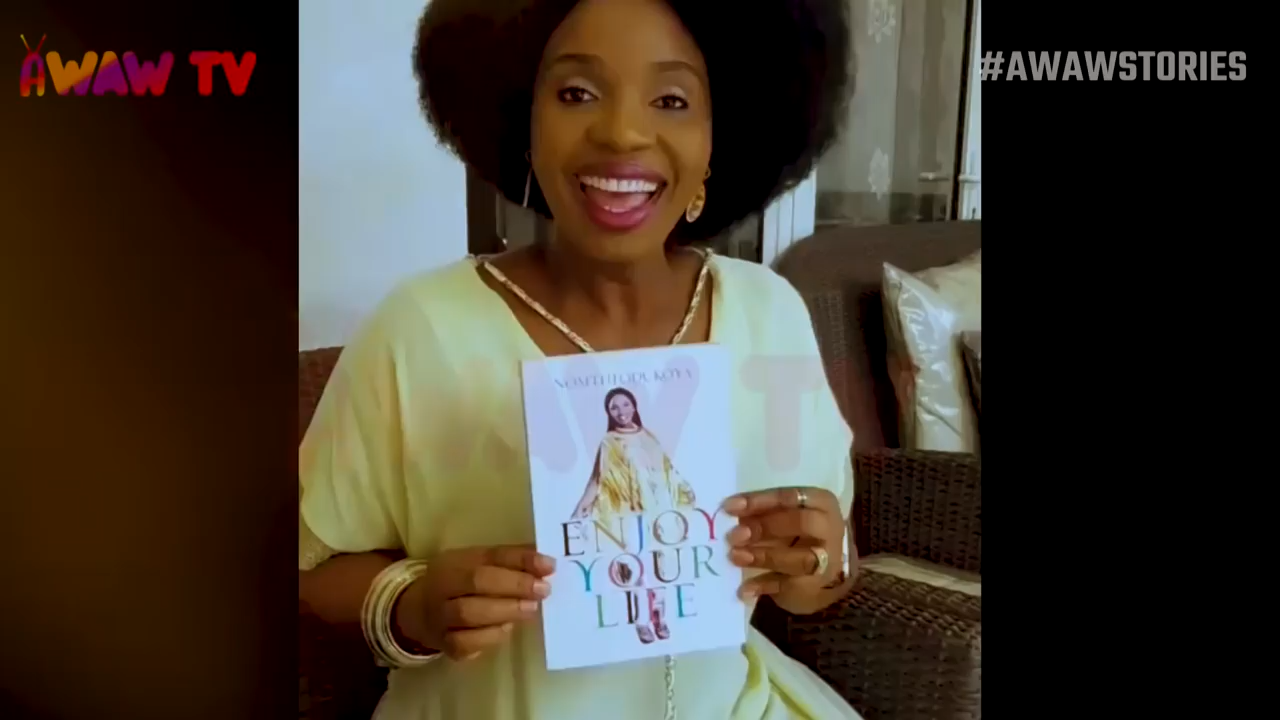 AWAW TV
#AWAWSTORIES
NOMTHI ODUKOYA
ENJOY
YOUR
LIFE